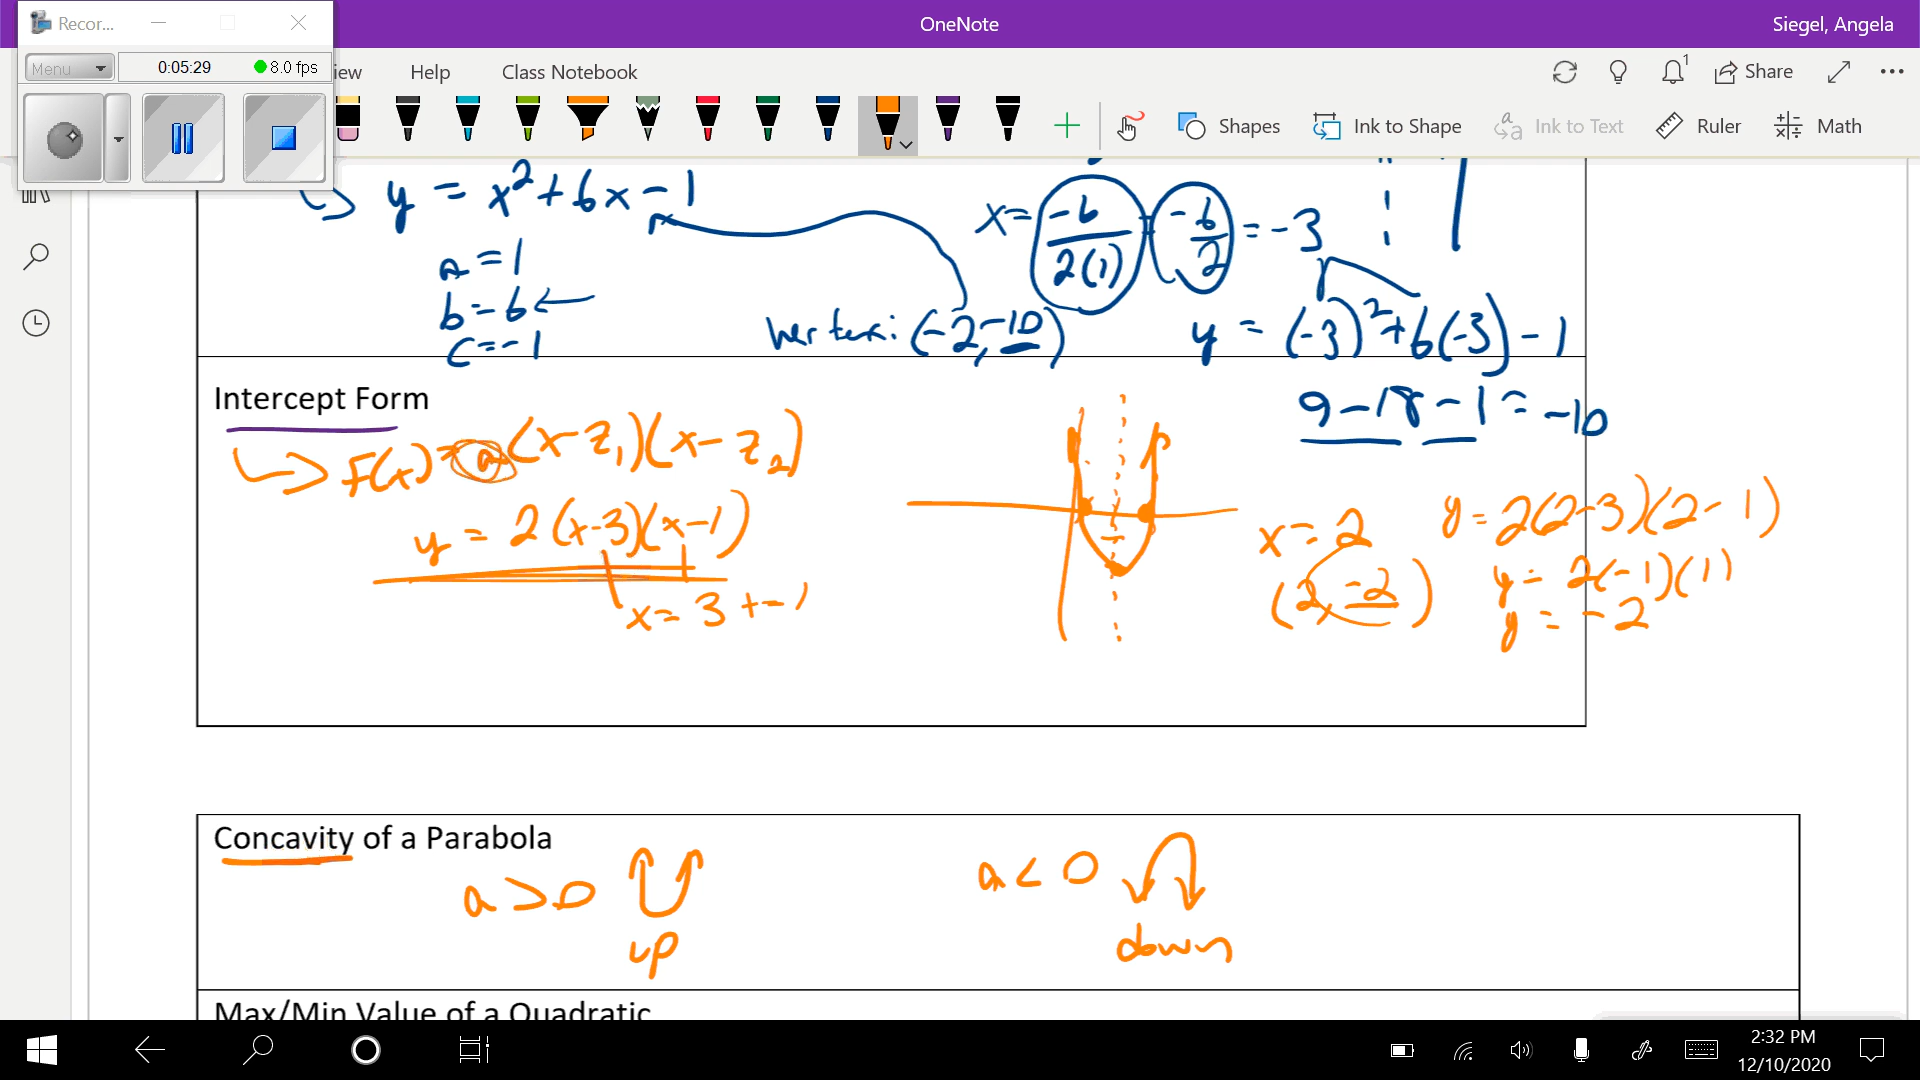 Recor...
OneNote
Siegel, Angela
Menu
0:05:29
8.0 fps
iew
Help
Class Notebook
1
Share
Shapes
Ink to Shape
Ink to Text
Ruler
Math
y = x² + 6x - 1
a = 1
b = 6
c = -1
x = -6/2(1) = -6/2 = -3
vertex: (-2, -10)
y = (-3)² + 6(-3) - 1
9 - 18 - 1 = -10
Intercept Form
F(x) = a(x - z₁)(x - z₂)
y = 2(x-3)(x-1)
x = 3 + - 1
x = 2
(2, -2)
y = 2(2-3)(2-1)
y = 2(-1)(1)
y = -2
Concavity of a Parabola
a > 0
up
a < 0
down
Max/Min Value of a Quadratic
2:32 PM
12/10/2020